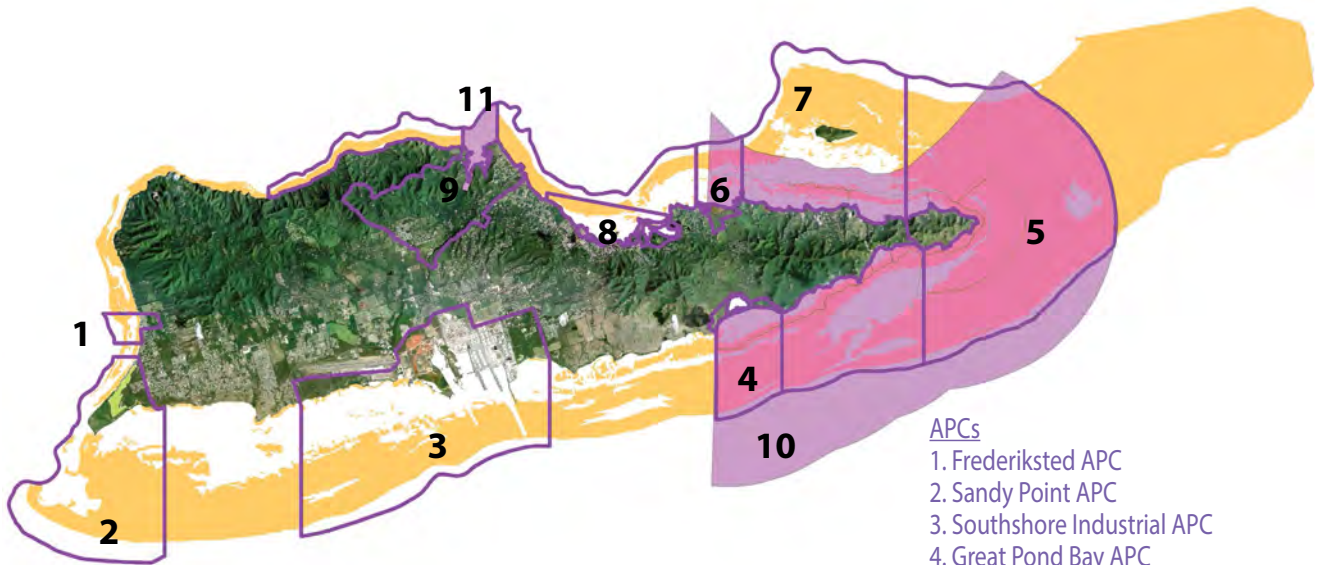 11
7
9
6
8
5
1
4
3
10
2
APCs
1. Frederiksted APC
2. Sandy Point APC
3. Southshore Industrial APC
4. Great Pond Bay APC